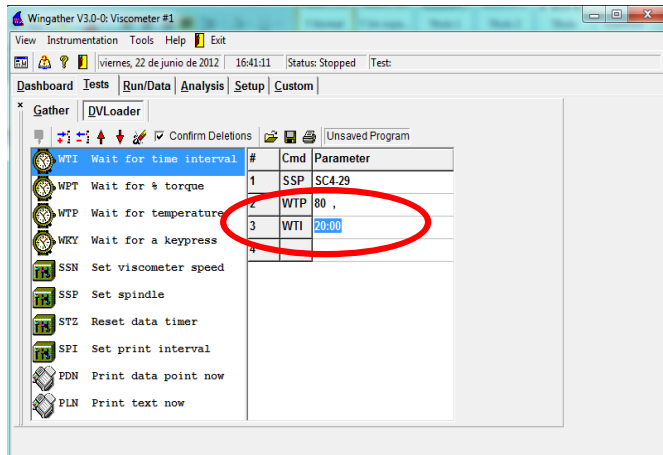 Wingather V3.0-0: Viscometer #1
View Instrumentation Tools Help Exit
viernes, 22 de junio de 2012 16:41:11 Status: Stopped Test:
Dashboard Tests Run/Data Analysis Setup Custom
Gather DVLoader
Confirm Deletions Unsaved Program
WTI Wait for time interval
WPT Wait for % torque
WTP Wait for temperature
WKY Wait for a keypress
SSN Set viscometer speed
SSP Set spindle
STZ Reset data timer
SPI Set print interval
PDN Print data point now
PLN Print text now
# Cmd Parameter
1 SSP SC4-29
2 WTP 80 ,
3 WTI 20:00
4